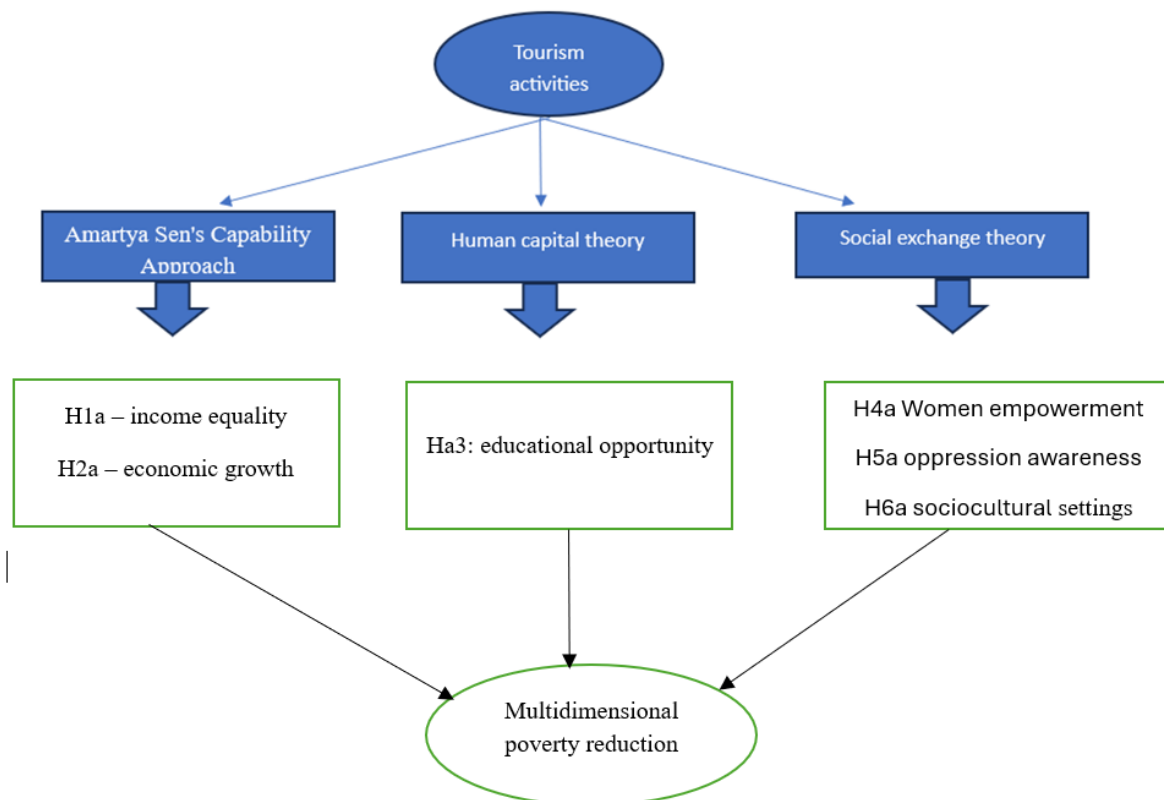 Tourism
activities
Amartya Sen's Capability
Approach
Human capital theory
Social exchange theory
H1a – income equality
H2a – economic growth
Ha3: educational opportunity
H4a Women empowerment
H5a oppression awareness
H6a sociocultural settings
Multidimensional
poverty reduction